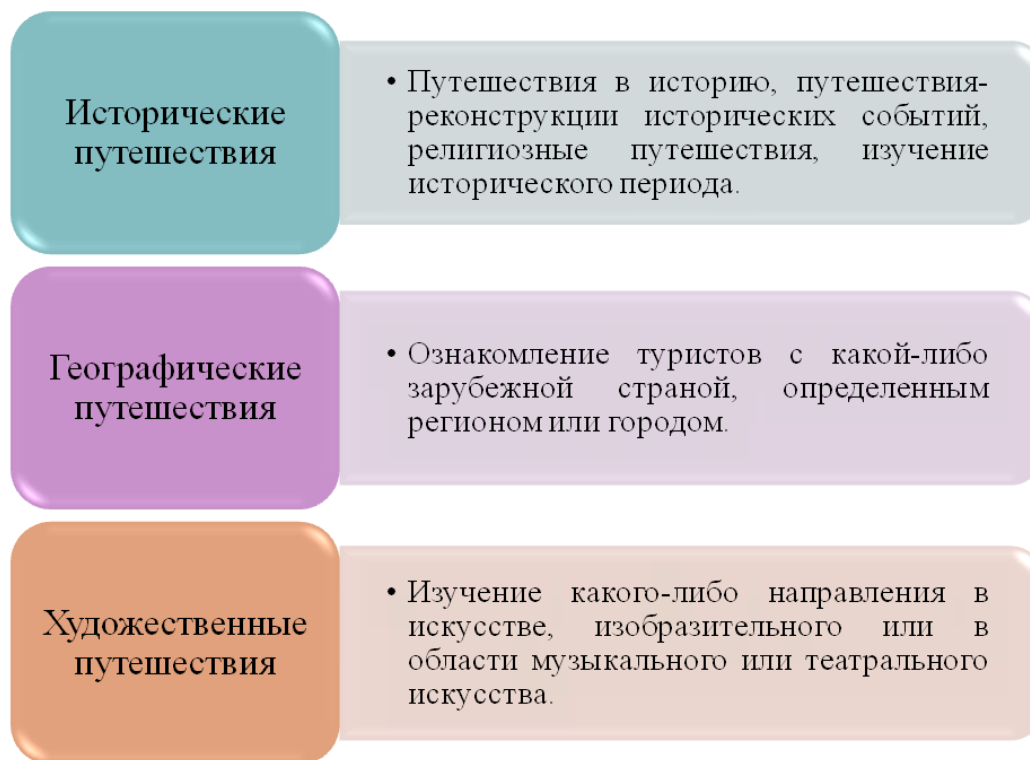 Исторические
путешествия
• Путешествия в историю, путешествия-
реконструкции исторических событий,
религиозные путешествия, изучение
исторического периода.
Географические
путешествия
• Ознакомление туристов с какой-либо
зарубежной страной, определенным
регионом или городом.
Художественные
путешествия
• Изучение какого-либо направления в
искусстве, изобразительного или в
области музыкального или театрального
искусства.